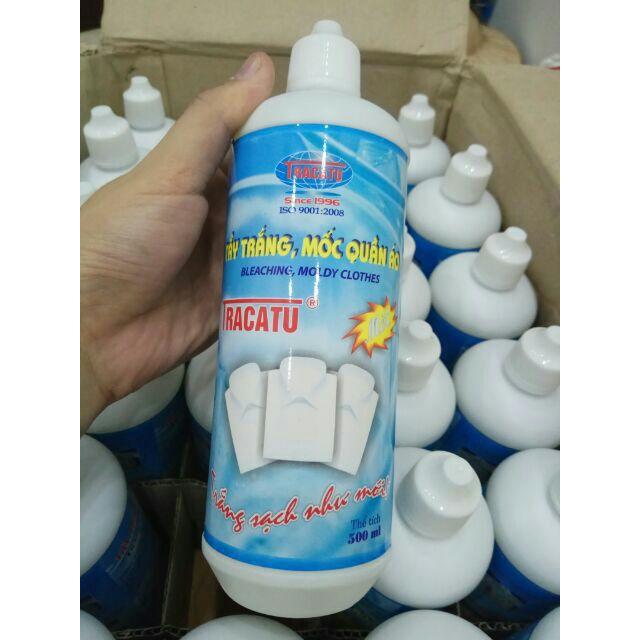 TRACATU
Since 1996
ISO 9001:2008
TẨY TRẮNG, MỐC QUẦN ÁO
BLEACHING, MOLDY CLOTHES
TRACATU ®
MỚI
Trắng sạch như mới!
Thể tích
500 ml